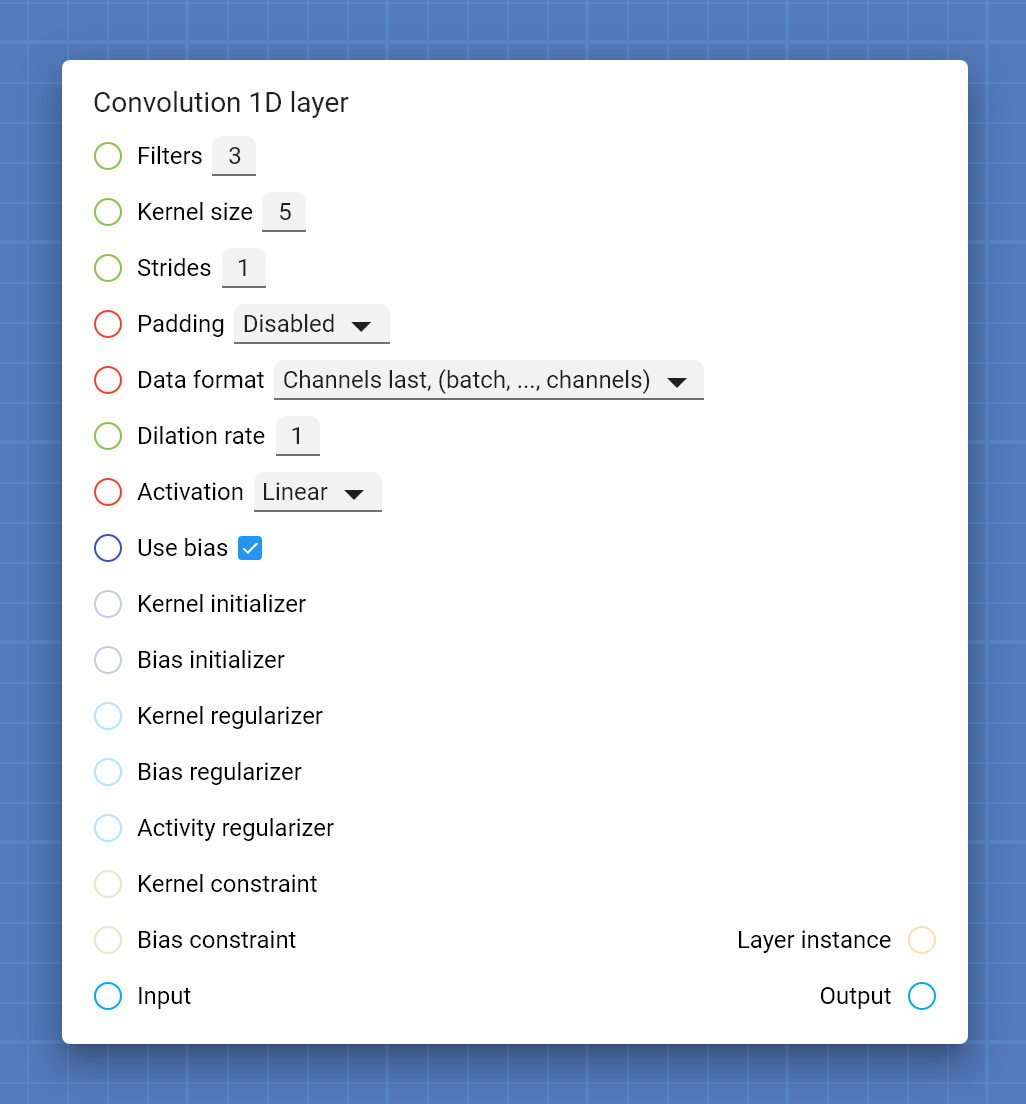 Convolution 1D layer
Filters 3
Kernel size 5
Strides 1
Padding Disabled
Data format Channels last, (batch, ..., channels)
Dilation rate 1
Activation Linear
Use bias
Kernel initializer
Bias initializer
Kernel regularizer
Bias regularizer
Activity regularizer
Kernel constraint
Bias constraint Layer instance
Input Output